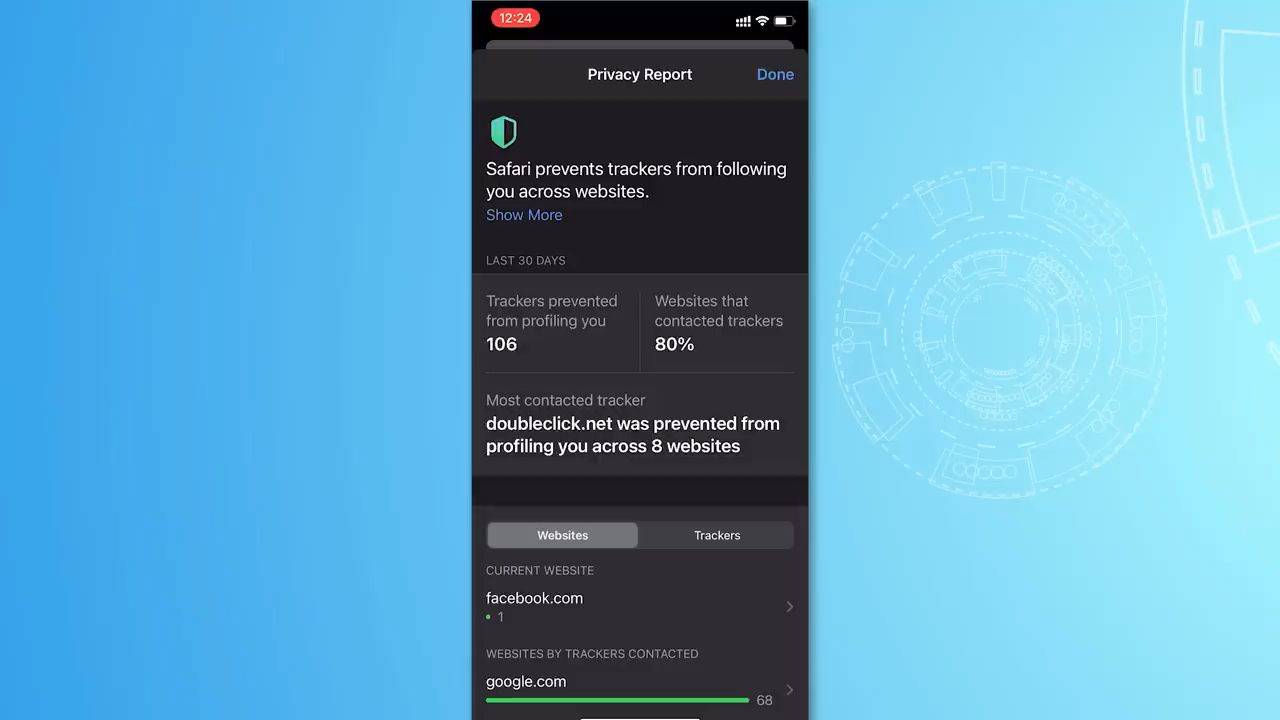 12:24
Privacy Report
Done
Safari prevents trackers from following
you across websites.
Show More
LAST 30 DAYS
Trackers prevented
from profiling you
106
Websites that
contacted trackers
80%
Most contacted tracker
doubleclick.net was prevented from
profiling you across 8 websites
Websites
Trackers
CURRENT WEBSITE
facebook.com
1
WEBSITES BY TRACKERS CONTACTED
google.com
68